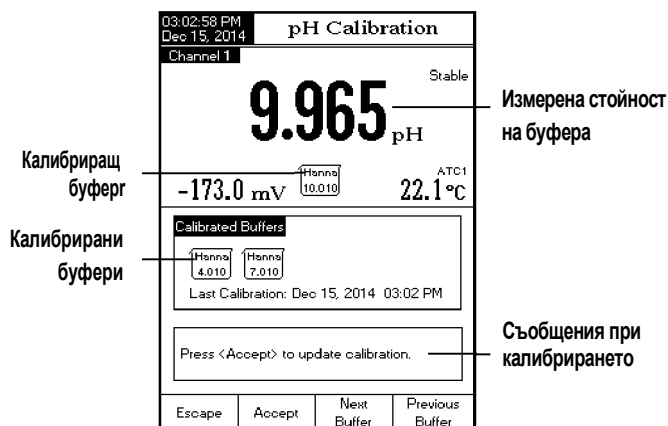 03:02:58 PM
Dec 15, 2014
pH Calibration
Channel 1
Stable
9.965 pH
Измерена стойност
на буфера
Калибриращ
буферr
-173.0 mV
Hanna
10.010
ATC1
22.1°C
Калибрирани
буфери
Calibrated Buffers
Hanna
4.010
Hanna
7.010
Last Calibration: Dec 15, 2014 03:02 PM
Съобщения при
калибрирането
Press <Accept> to update calibration.
Escape
Accept
Next
Buffer
Previous
Buffer